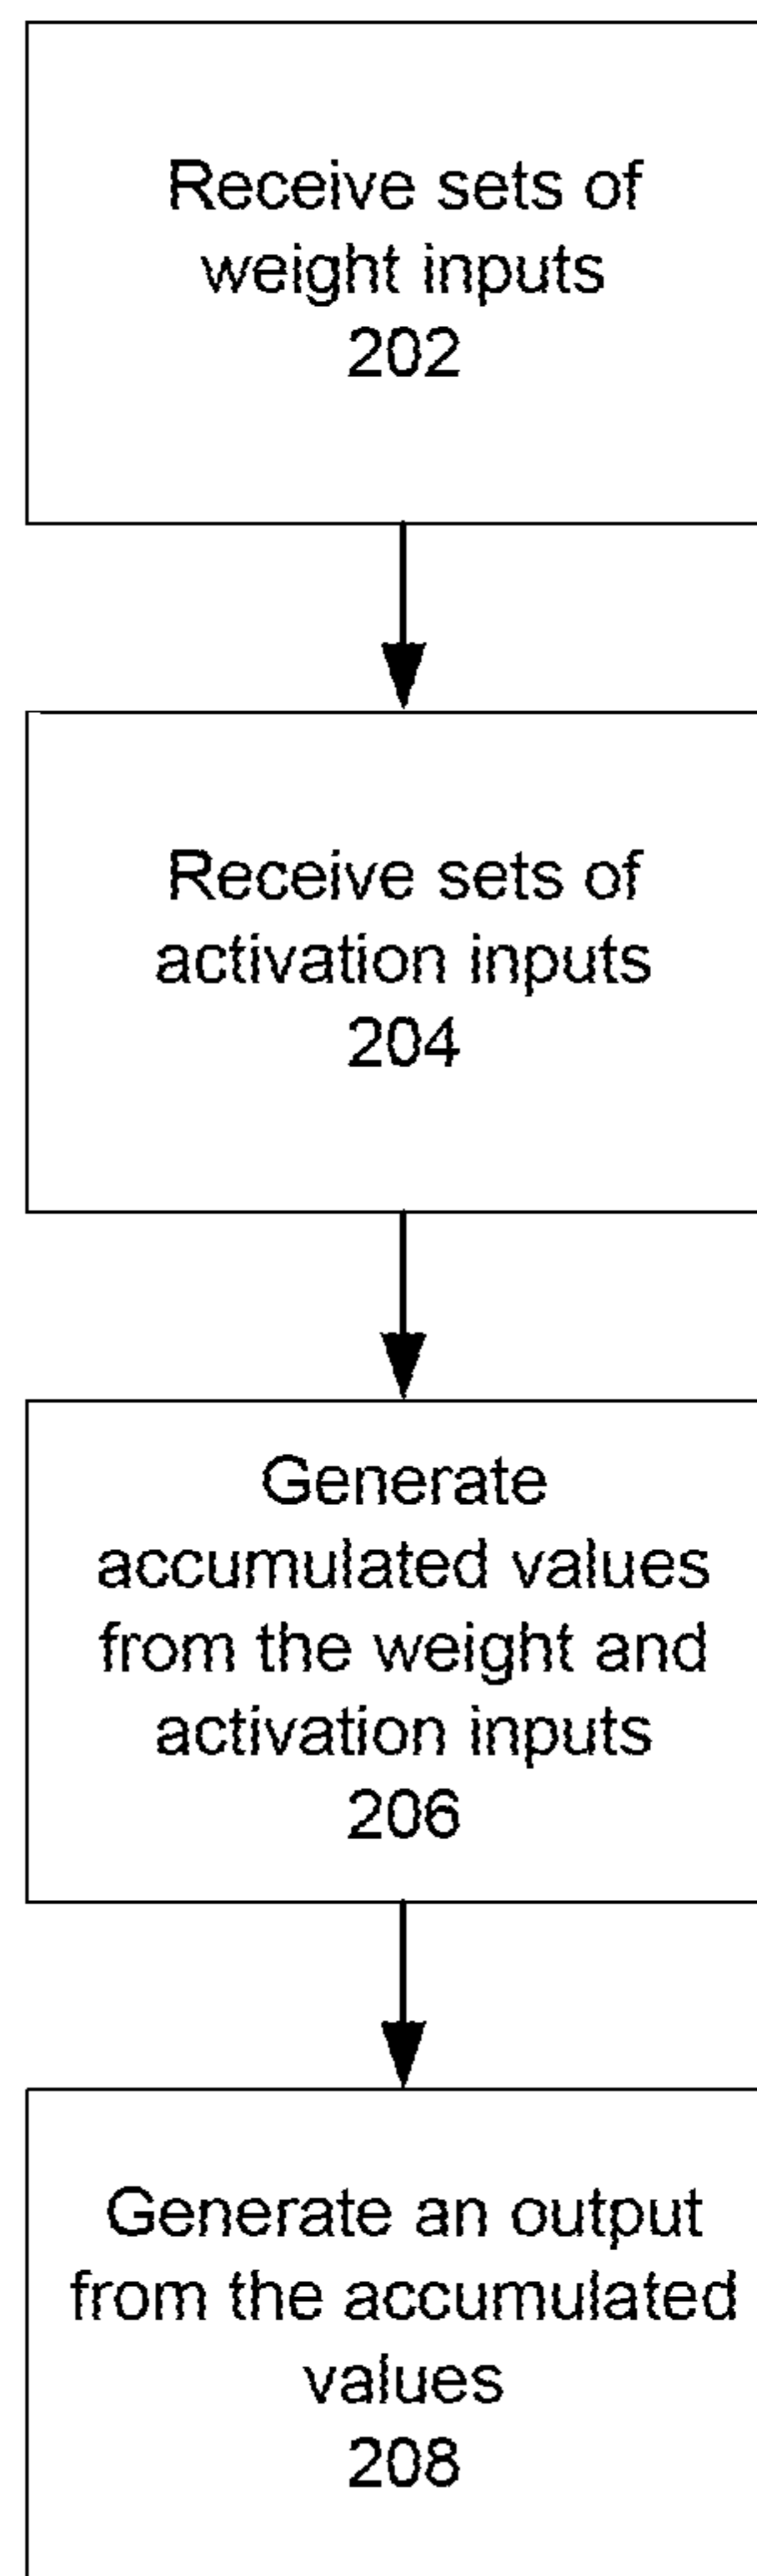 Receive sets of
weight inputs
202
Receive sets of
activation inputs
204
Generate
accumulated values
from the weight and
activation inputs
206
Generate an output
from the accumulated
values
208